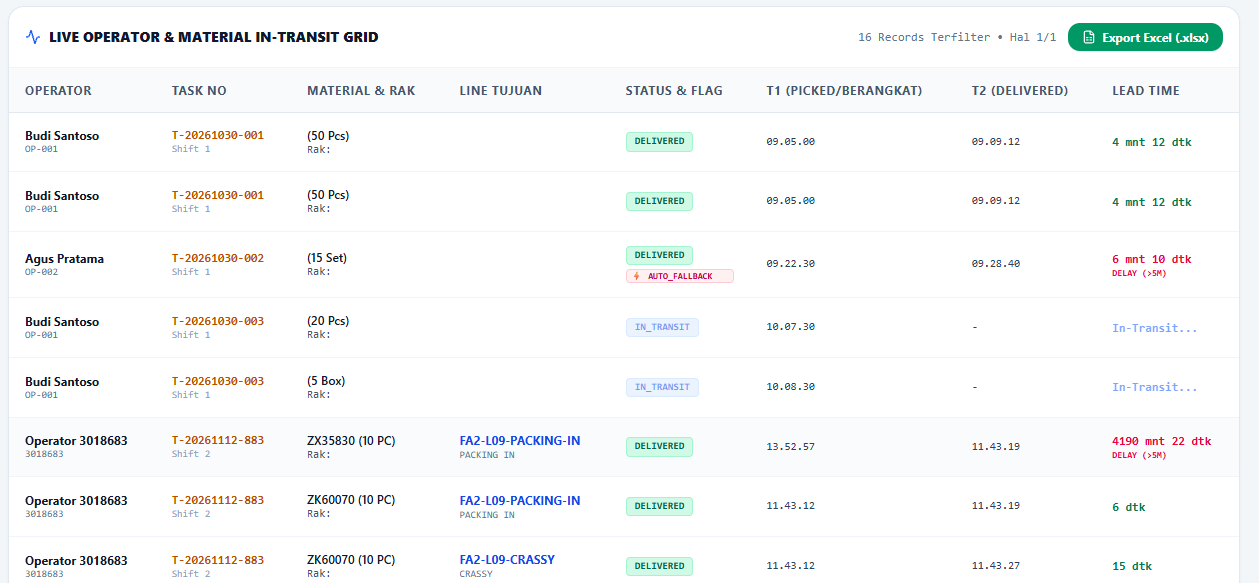 LIVE OPERATOR & MATERIAL IN-TRANSIT GRID
16 Records Terfilter • Hal 1/1
Export Excel (.xlsx)
OPERATOR TASK NO MATERIAL & RAK LINE TUJUAN STATUS & FLAG T1 (PICKED/BERANGKAT) T2 (DELIVERED) LEAD TIME
Budi Santoso T-20261030-001 (50 Pcs) DELIVERED 09.05.00 09.09.12 4 mnt 12 dtk
OP-001 Shift 1 Rak:
Budi Santoso T-20261030-001 (50 Pcs) DELIVERED 09.05.00 09.09.12 4 mnt 12 dtk
OP-001 Shift 1 Rak:
Agus Pratama T-20261030-002 (15 Set) DELIVERED 09.22.30 09.28.40 6 mnt 10 dtk
OP-002 Shift 1 Rak: AUTO_FALLBACK DELAY (>5M)
Budi Santoso T-20261030-003 (20 Pcs) IN_TRANSIT 10.07.30 - In-Transit...
OP-001 Shift 1 Rak:
Budi Santoso T-20261030-003 (5 Box) IN_TRANSIT 10.08.30 - In-Transit...
OP-001 Shift 1 Rak:
Operator 3018683 T-20261112-883 ZX35830 (10 PC) FA2-L09-PACKING-IN DELIVERED 13.52.57 11.43.19 4190 mnt 22 dtk
3018683 Shift 2 Rak: PACKING IN DELAY (>5M)
Operator 3018683 T-20261112-883 ZK60070 (10 PC) FA2-L09-PACKING-IN DELIVERED 11.43.12 11.43.19 6 dtk
3018683 Shift 2 Rak: PACKING IN
Operator 3018683 T-20261112-883 ZK60070 (10 PC) FA2-L09-CRASSY DELIVERED 11.43.12 11.43.27 15 dtk
3018683 Shift 2 Rak: CRASSY